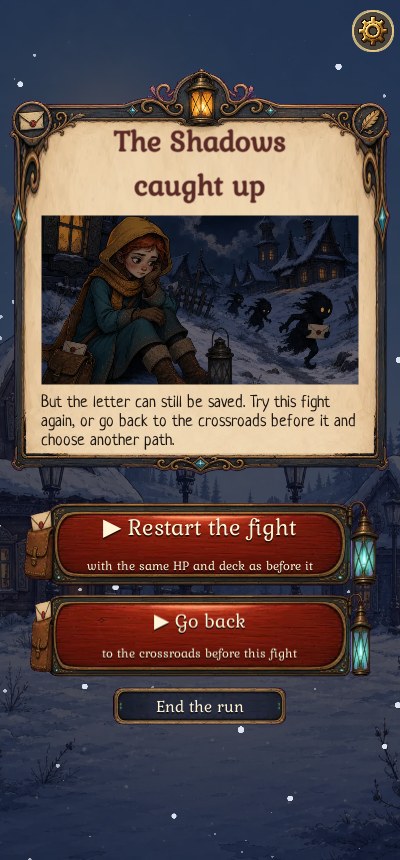 The Shadows
caught up
But the letter can still be saved. Try this fight
again, or go back to the crossroads before it and
choose another path.
▶ Restart the fight
with the same HP and deck as before it
▶ Go back
to the crossroads before this fight
End the run